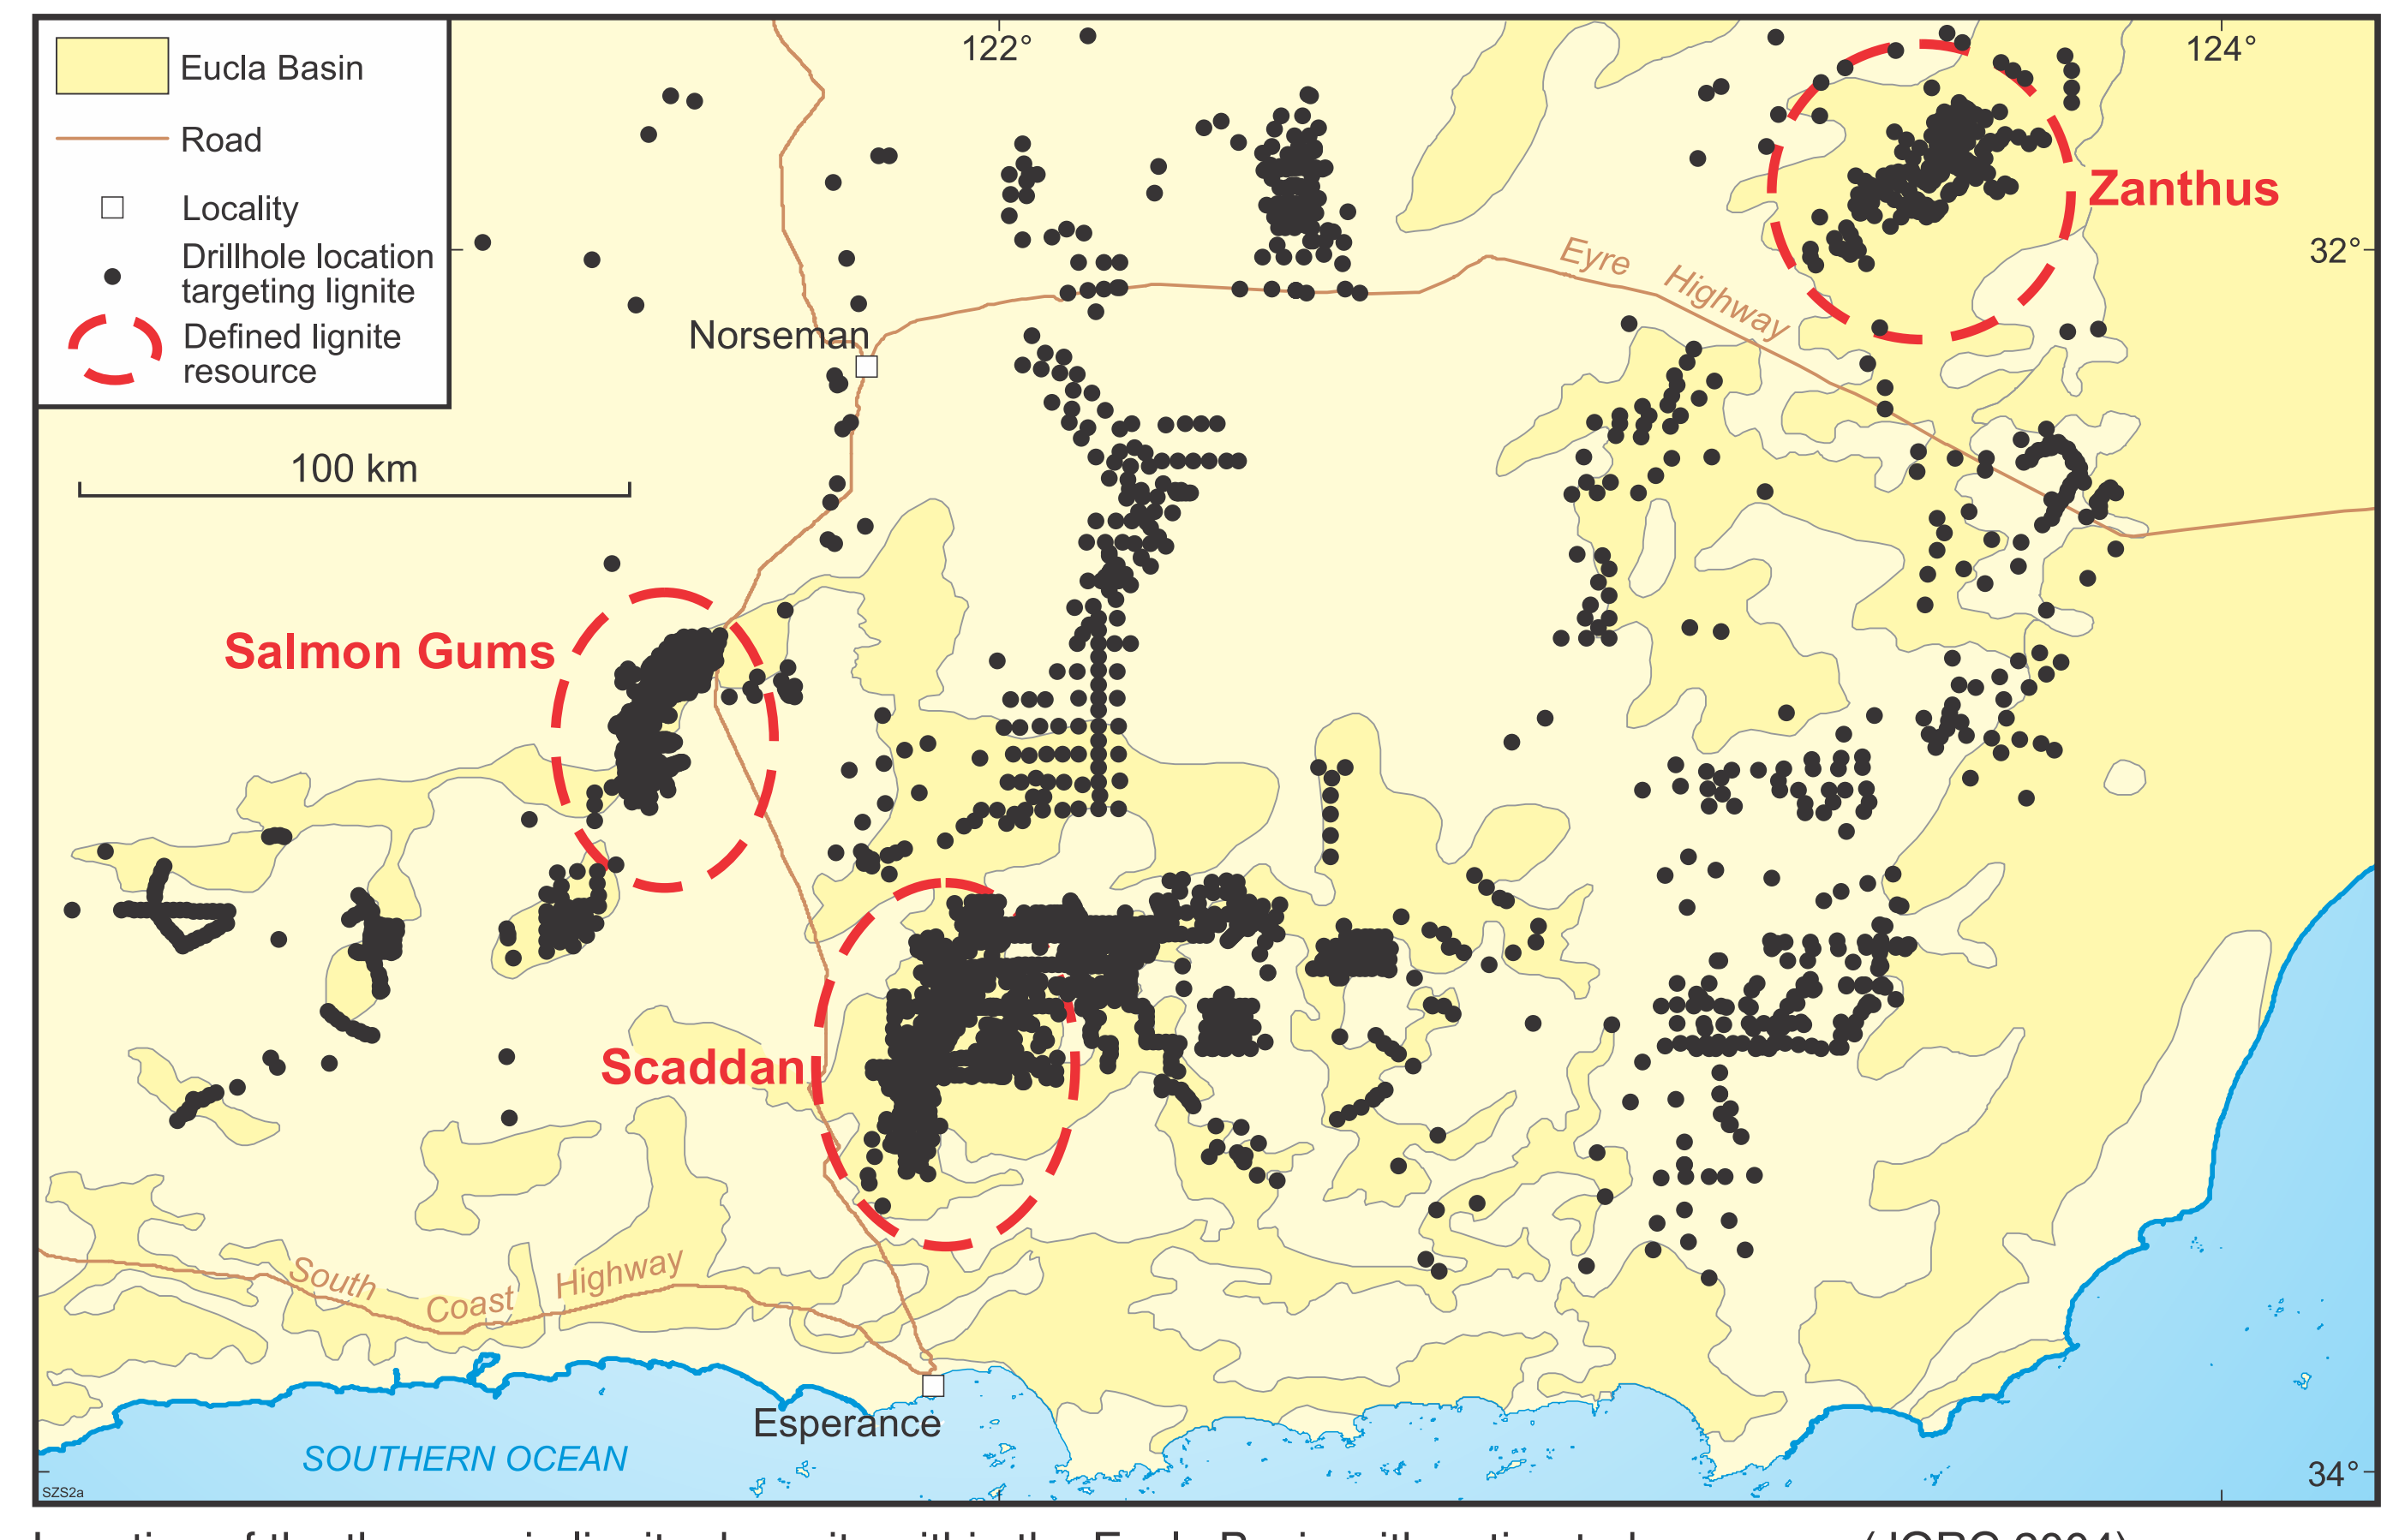 Eucla Basin
Road
Locality
Drillhole location
targeting lignite
Defined lignite
resource
122°
124°
Zanthus
32°
Eyre Highway
Norseman
100 km
Salmon Gums
Scaddan
South Coast Highway
Esperance
SOUTHERN OCEAN
34°
SZS2a